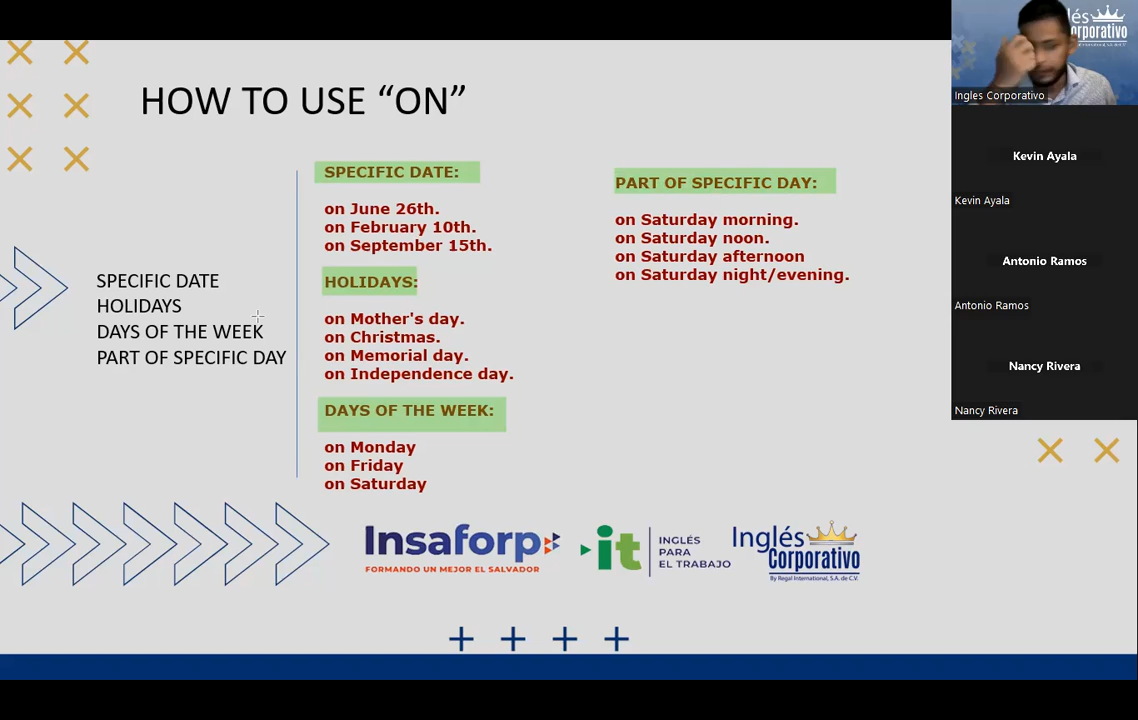 HOW TO USE “ON”
SPECIFIC DATE
HOLIDAYS
DAYS OF THE WEEK
PART OF SPECIFIC DAY
SPECIFIC DATE:
on June 26th.
on February 10th.
on September 15th.
HOLIDAYS:
on Mother's day.
on Christmas.
on Memorial day.
on Independence day.
DAYS OF THE WEEK:
on Monday
on Friday
on Saturday
PART OF SPECIFIC DAY:
on Saturday morning.
on Saturday noon.
on Saturday afternoon
on Saturday night/evening.
Insaforp
FORMANDO UN MEJOR EL SALVADOR
it
INGLÉS
PARA
EL TRABAJO
Inglés
Corporativo
By Regal International, S.A. de C.V.
Ingles Corporativo
Kevin Ayala
Kevin Ayala
Antonio Ramos
Antonio Ramos
Nancy Rivera
Nancy Rivera